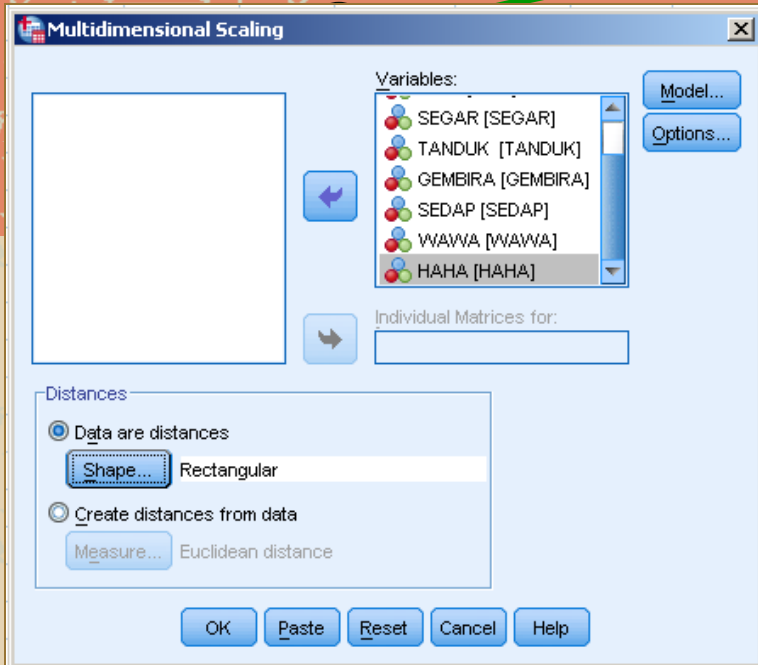 Multidimensional Scaling
Variables:
SEGAR [SEGAR]
TANDUK [TANDUK]
GEMBIRA [GEMBIRA]
SEDAP [SEDAP]
WAWA [WAWA]
HAHA [HAHA]
Model...
Options...
Individual Matrices for:
Distances
Data are distances
Shape... Rectangular
Create distances from data
Measure... Euclidean distance
OK Paste Reset Cancel Help